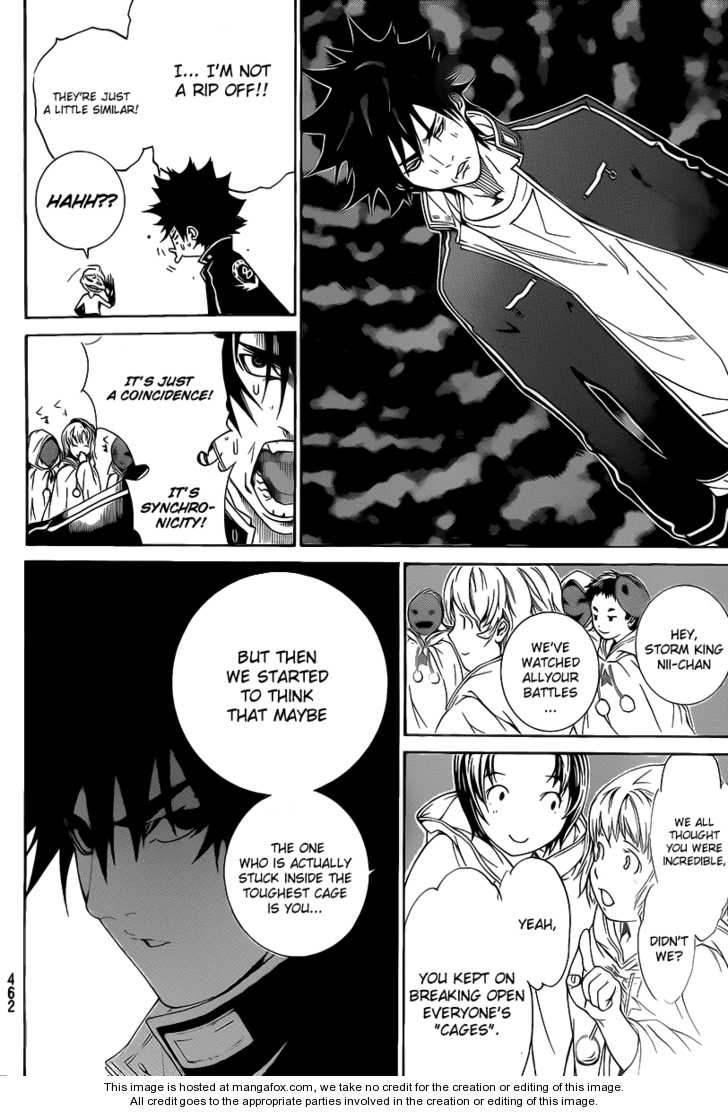 I... I'M NOT
A RIP OFF!!
THEY'RE JUST
A LITTLE SIMILAR!
HAHH??
IT'S JUST
A COINCIDENCE!
IT'S
SYNCHRO-
NICITY!
HEY,
STORM KING
NII-CHAN
WE'VE
WATCHED
ALLYOUR
BATTLES
...
WE ALL
THOUGHT
YOU WERE
INCREDIBLE,
DIDN'T
WE?
YEAH,
YOU KEPT ON
BREAKING OPEN
EVERYONE'S
"CAGES".
BUT THEN
WE STARTED
TO THINK
THAT MAYBE
THE ONE
WHO IS ACTUALLY
STUCK INSIDE THE
TOUGHEST CAGE
IS YOU...
462
This image is hosted at mangafox.com, we take no credit for the creation or editing of this image.
All credit goes to the appropriate parties involved in the creation or editing of this image.